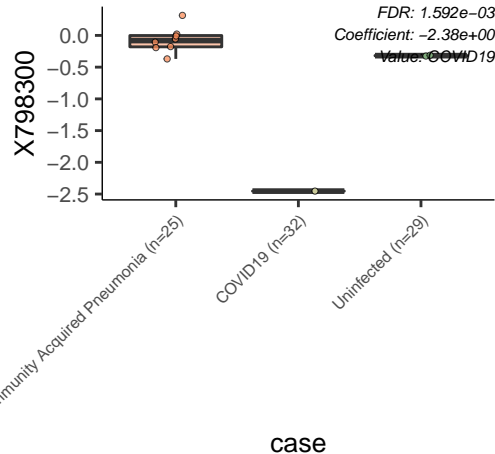 FDR: 1.592e−03
Coefficient: −2.38e+00
Value: COVID19
X798300
0.0
−0.5
−1.0
−1.5
−2.0
−2.5
mmunity Acquired Pneumonia (n=25)
COVID19 (n=32)
Uninfected (n=29)
case